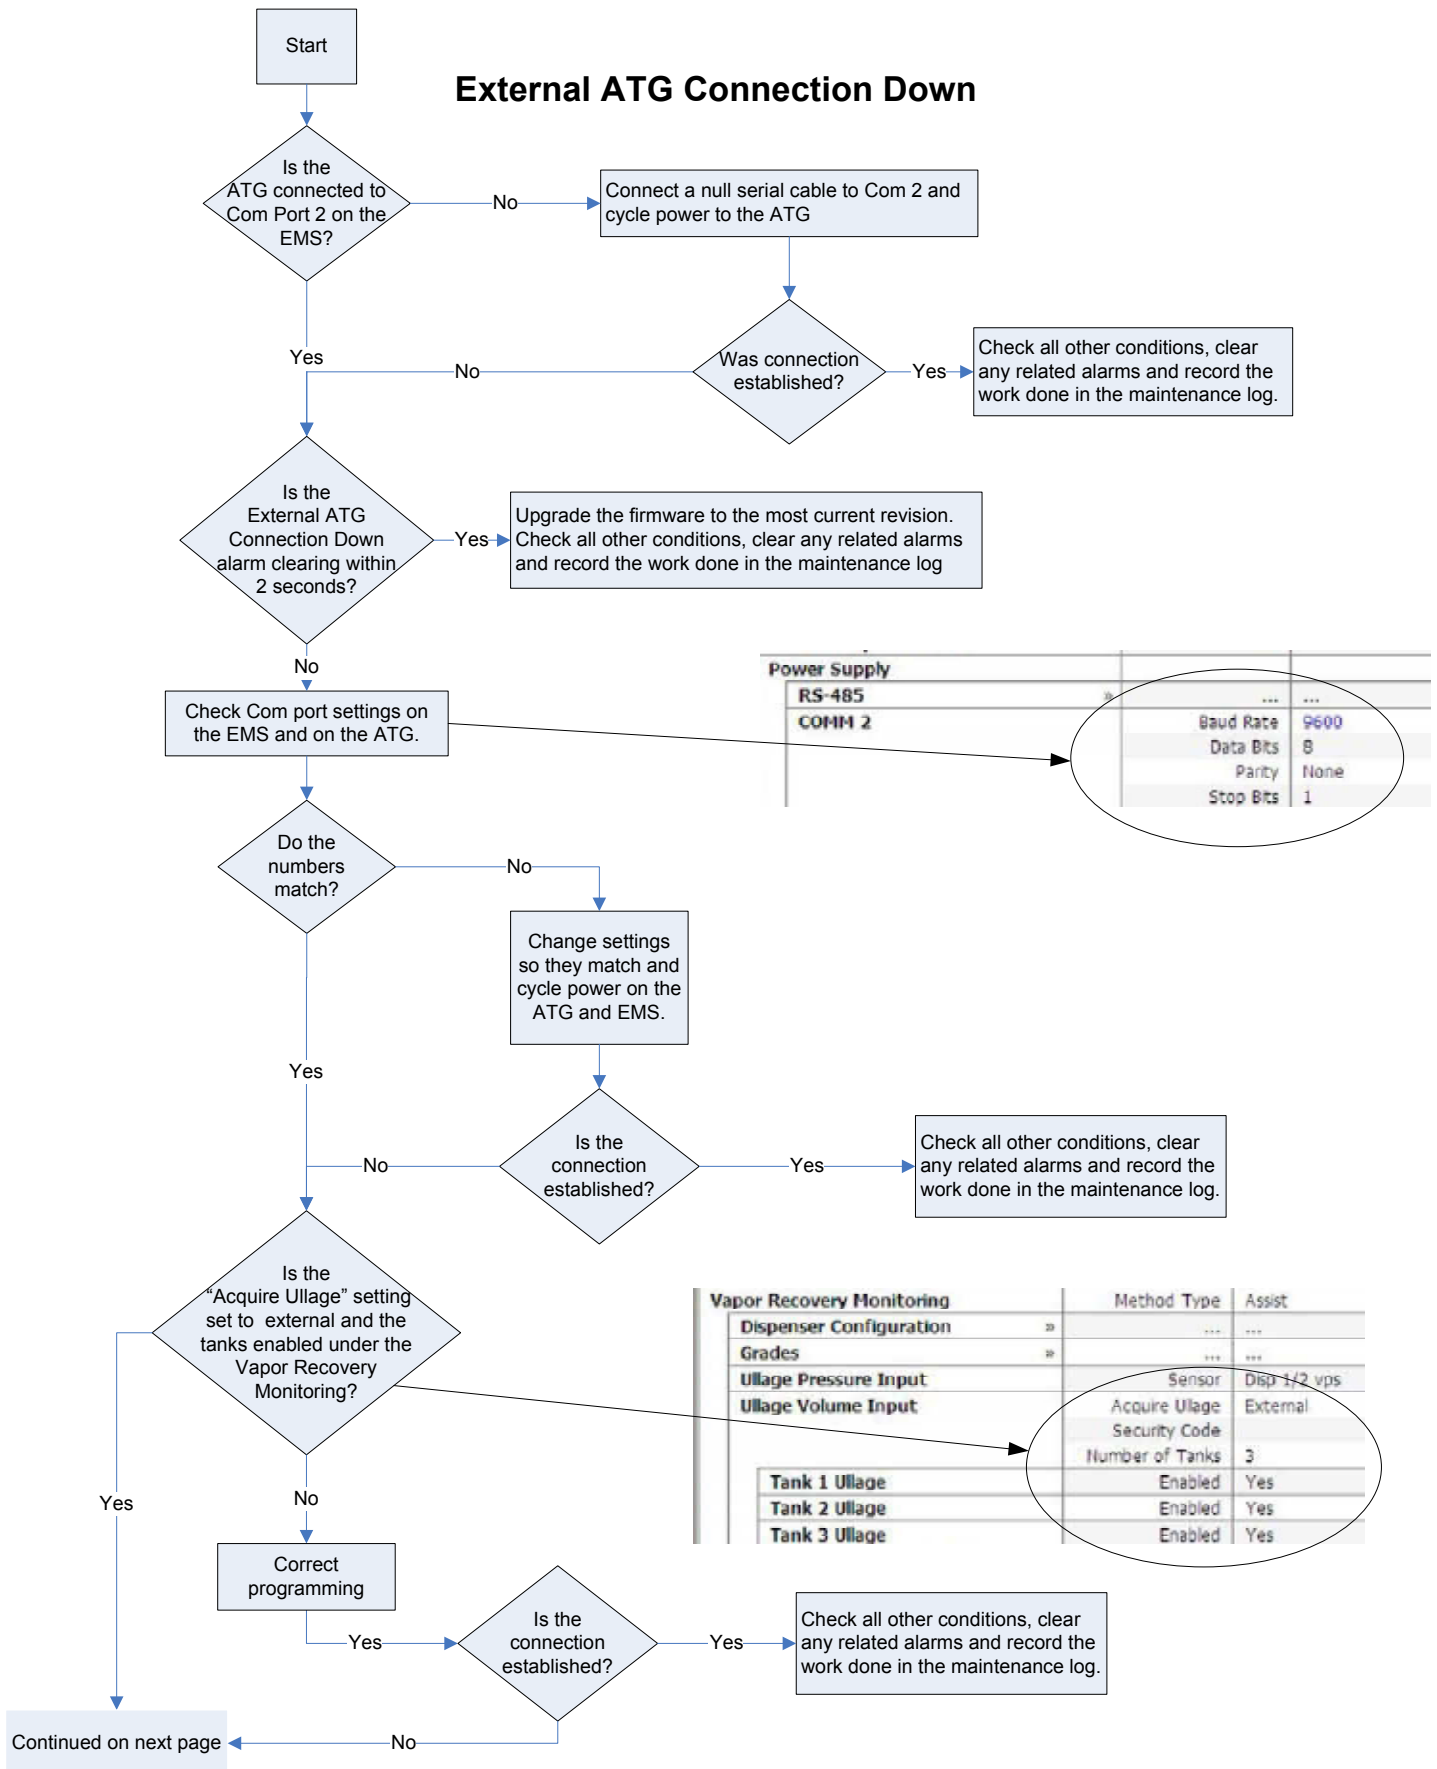 Start
External ATG Connection Down
Is the
ATG connected to
Com Port 2 on the
EMS?
No
Connect a null serial cable to Com 2 and
cycle power to the ATG
Yes
No
Was connection
established?
Yes
Check all other conditions, clear
any related alarms and record the
work done in the maintenance log.
Is the
External ATG
Connection Down
alarm clearing within
2 seconds?
Yes
Upgrade the firmware to the most current revision.
Check all other conditions, clear any related alarms
and record the work done in the maintenance log
No
Check Com port settings on
the EMS and on the ATG.
Power Supply
RS-485 » ... ...
COMM 2 Baud Rate 9600
Data Bits 8
Parity None
Stop Bits 1
Do the
numbers
match?
No
Change settings
so they match and
cycle power on the
ATG and EMS.
Yes
Is the
connection
established?
No
Yes
Check all other conditions, clear
any related alarms and record the
work done in the maintenance log.
Is the
“Acquire Ullage” setting
set to external and the
tanks enabled under the
Vapor Recovery
Monitoring?
Vapor Recovery Monitoring Method Type Assist
Dispenser Configuration » ... ...
Grades » ... ...
Ullage Pressure Input Sensor Disp 1/2 vps
Ullage Volume Input Acquire Ullage External
Security Code
Number of Tanks 3
Tank 1 Ullage Enabled Yes
Tank 2 Ullage Enabled Yes
Tank 3 Ullage Enabled Yes
Yes
No
Correct
programming
Yes
Is the
connection
established?
Yes
Check all other conditions, clear
any related alarms and record the
work done in the maintenance log.
No
Continued on next page